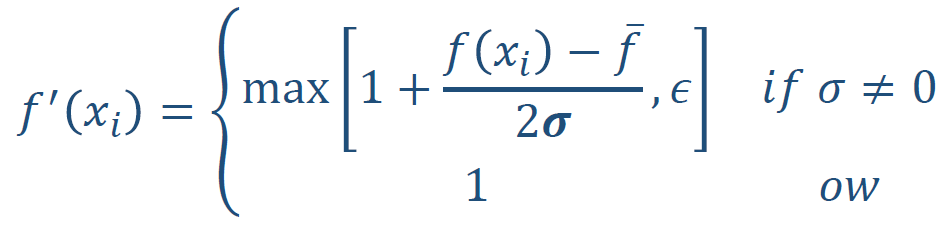 f'(x_i) = { max [ 1 + (f(x_i) − f̄) / 2σ , ϵ ]   if σ ≠ 0
1   ow